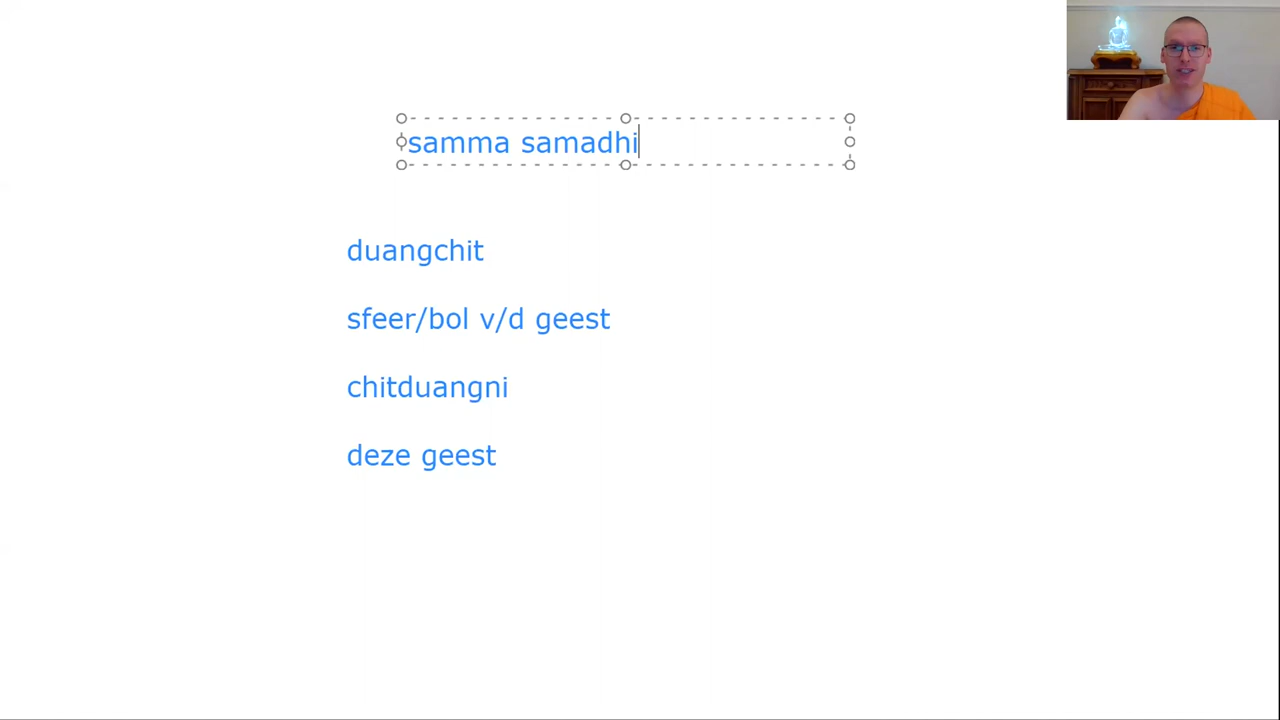 samma samadhi
duangchit
sfeer/bol v/d geest
chitduangni
deze geest